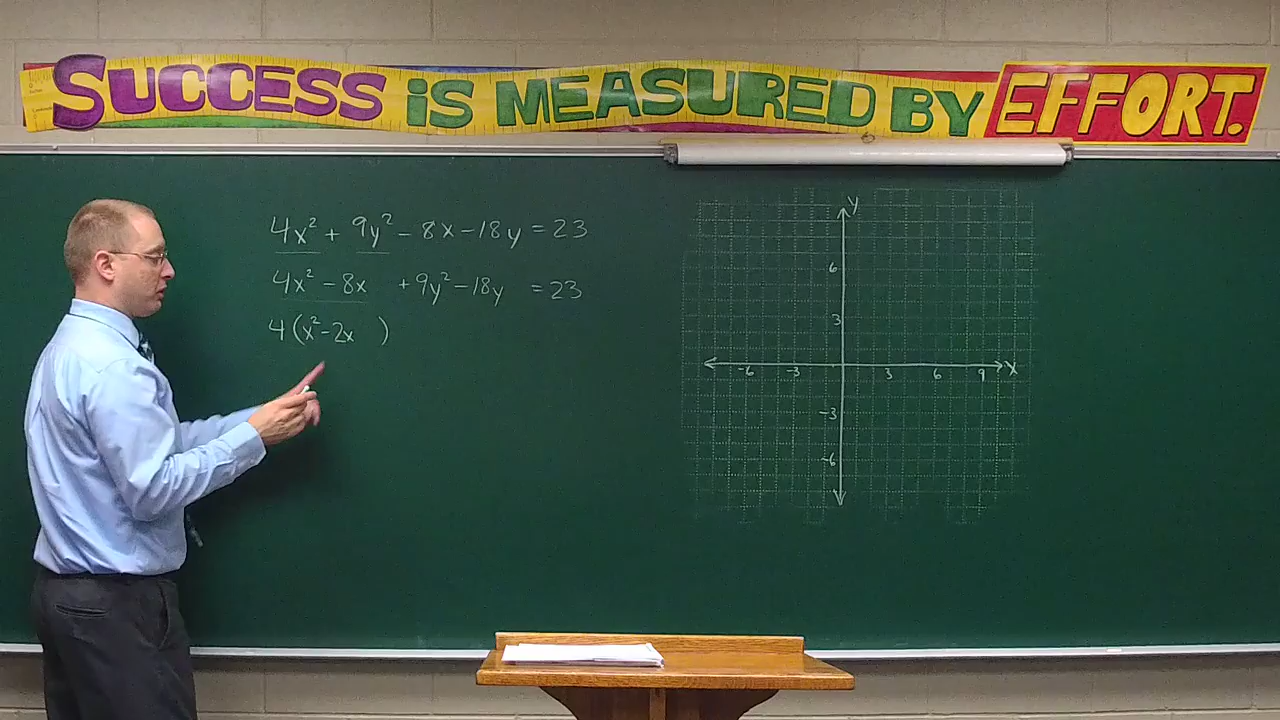 SUCCESS iS MEASURED BY EFFORT.
4x² + 9y² - 8x - 18y = 23
4x² - 8x + 9y² - 18y = 23
4(x² - 2x )
y
6
3
-6 -3 3 6 9 x
-3
-6